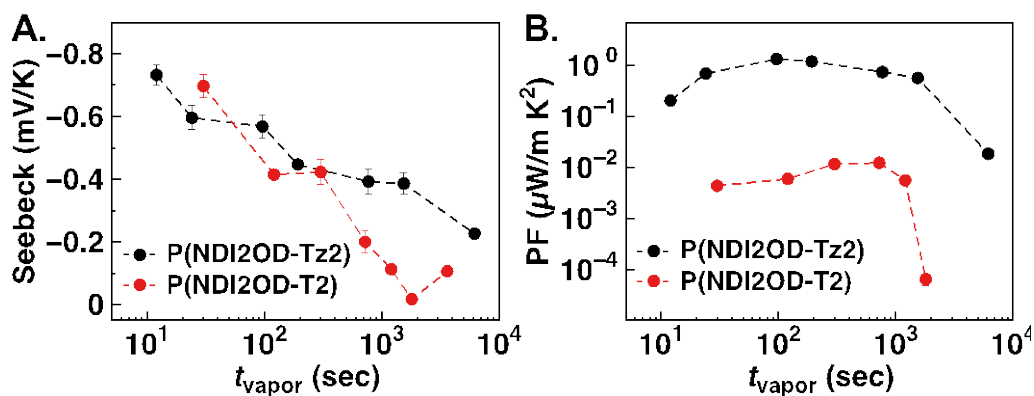 A.
Seebeck (mV/K)
-0.8
-0.6
-0.4
-0.2
0
P(NDI2OD-Tz2)
P(NDI2OD-T2)
10^1
10^2
10^3
10^4
t_vapor (sec)
B.
PF (µW/m K^2)
10^0
10^-1
10^-2
10^-3
10^-4
P(NDI2OD-Tz2)
P(NDI2OD-T2)
10^1
10^2
10^3
10^4
t_vapor (sec)